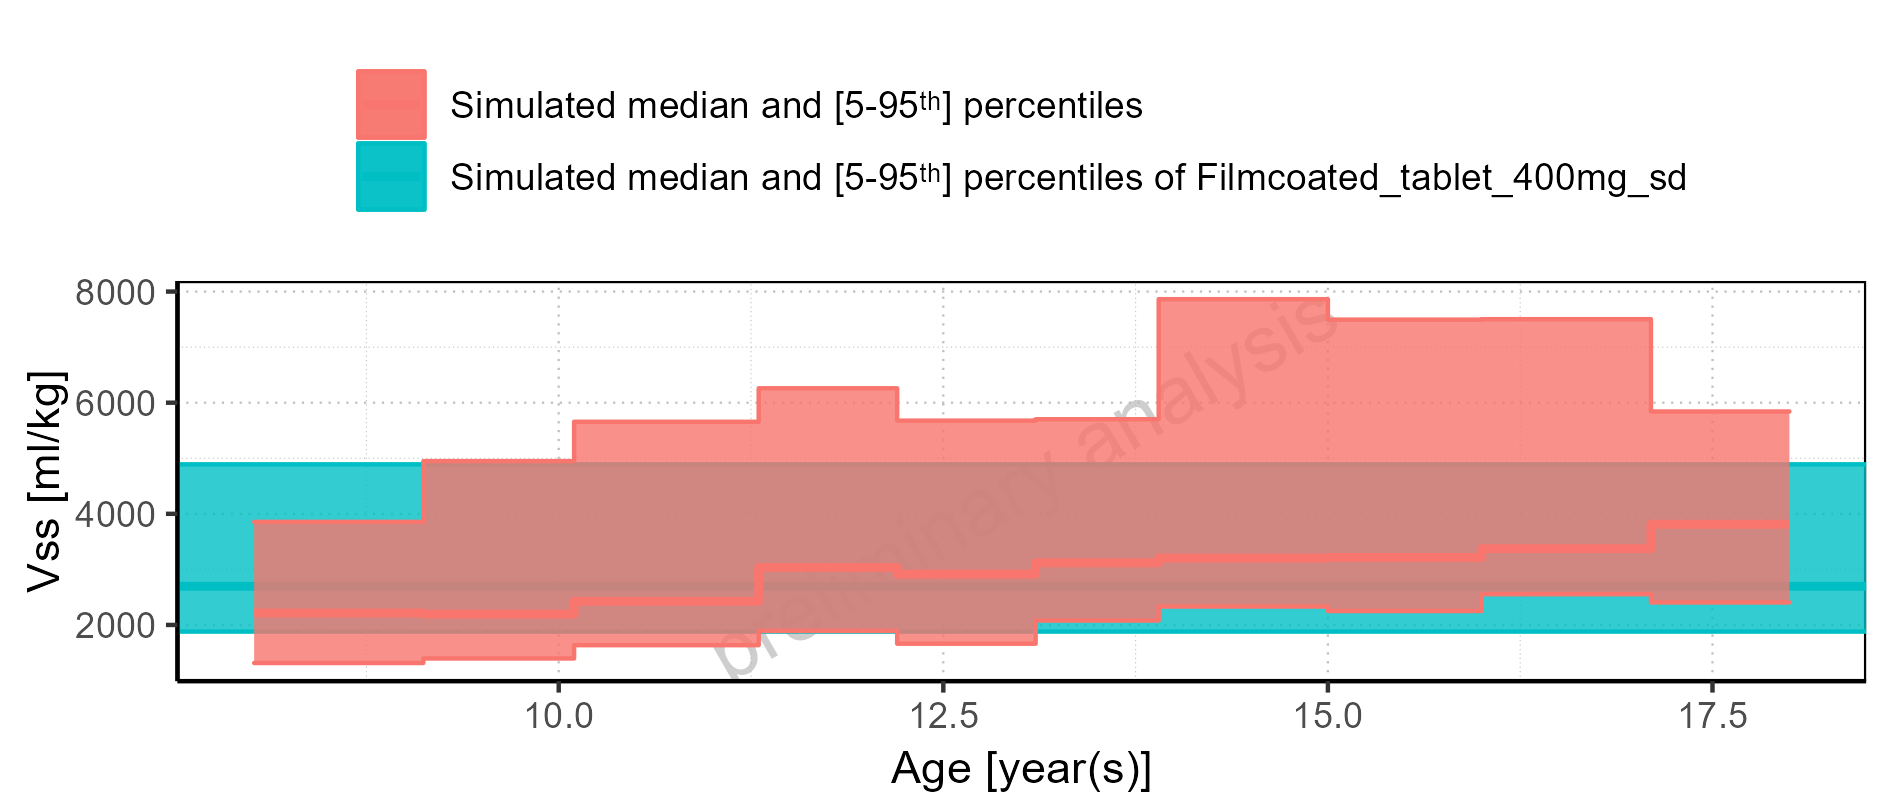 Simulated median and [5-95th] percentiles
Simulated median and [5-95th] percentiles of Filmcoated_tablet_400mg_sd
8000
6000
4000
2000
Vss [ml/kg]
preliminary analysis
10.0 12.5 15.0 17.5
Age [year(s)]